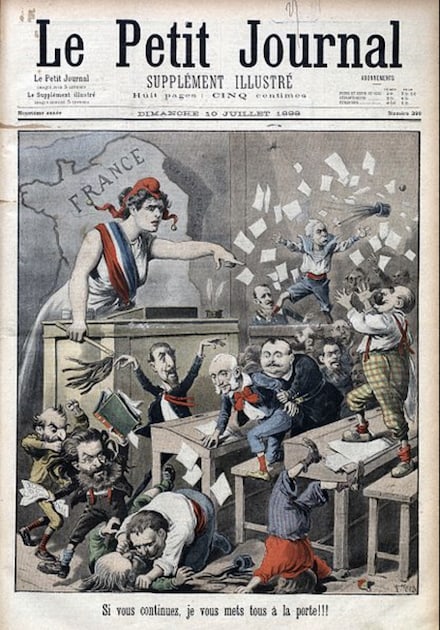 Le Petit Journal
Le Petit Journal
SUPPLÉMENT ILLUSTRÉ
ABONNEMENTS
Le Supplément illustré
Huit pages : CINQ centimes
DIMANCHE 10 JUILLET 1898
Numéro
FRANCE
Si vous continuez, je vous mets tous à la porte!!!